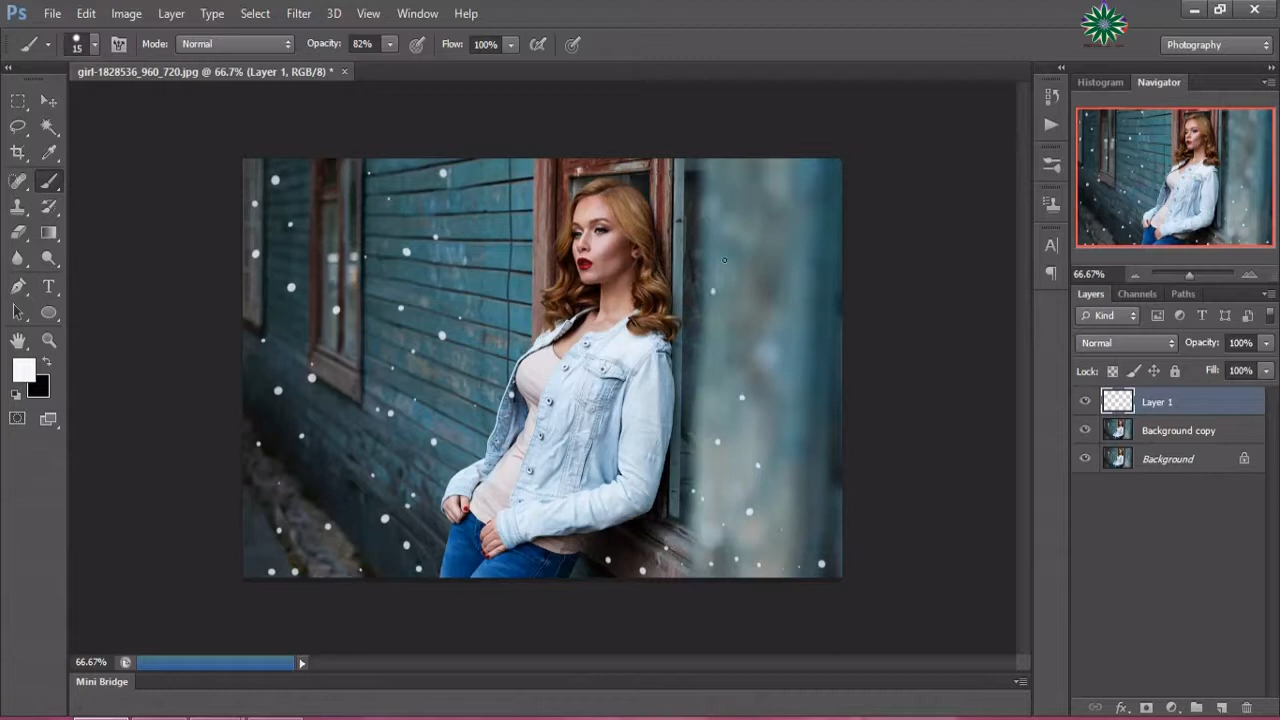 Ps File Edit Image Layer Type Select Filter 3D View Window Help
15 Mode: Normal Opacity: 82% Flow: 100% Photography
girl-1828536_960_720.jpg @ 66.7% (Layer 1, RGB/8) * ×
Histogram Navigator
66.67%
Layers Channels Paths
Kind
Normal Opacity: 100%
Lock: Fill: 100%
Layer 1
Background copy
Background
66.67%
Mini Bridge